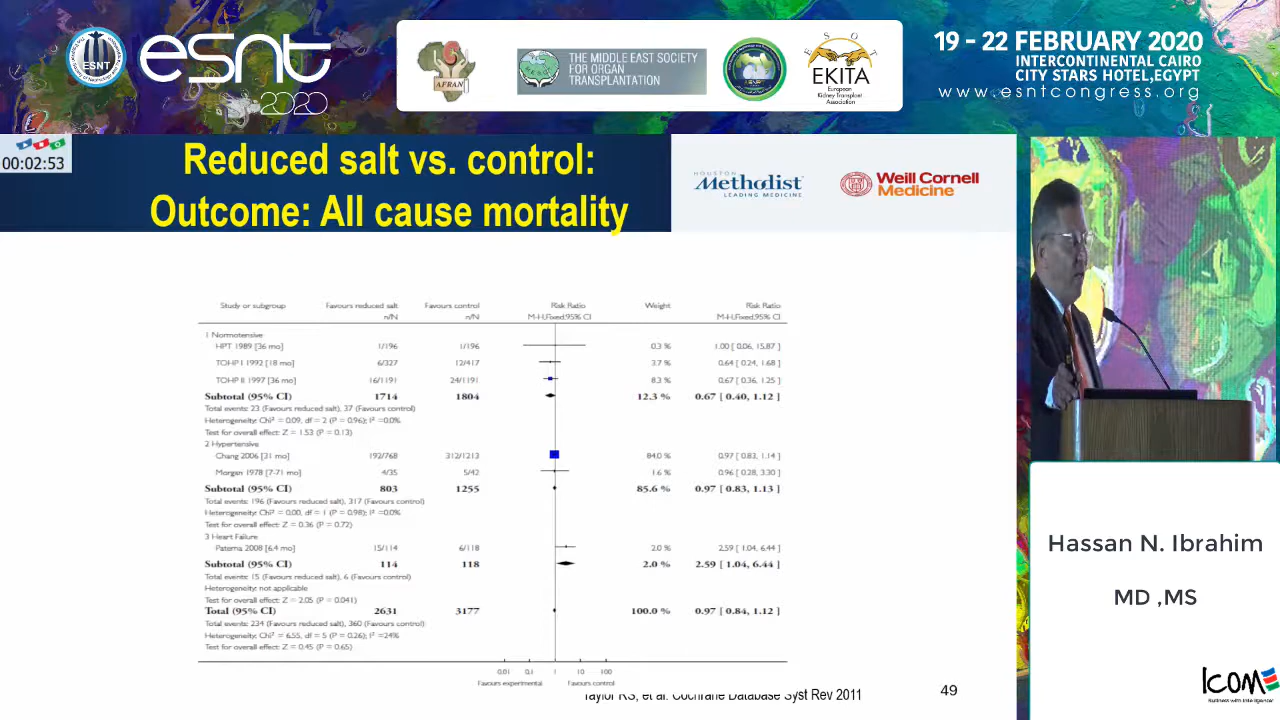 ESNT
esnt
2020
AFRAN
THE MIDDLE EAST SOCIETY
FOR ORGAN
TRANSPLANTATION
E S O T
EKITA
European
Kidney Transplant
Association
19 - 22 FEBRUARY 2020
INTERCONTINENTAL CAIRO
CITY STARS HOTEL,EGYPT
www.esntcongress.org
00:02:53
Reduced salt vs. control:
Outcome: All cause mortality
HOUSTON
Methodist
LEADING MEDICINE
Weill Cornell
Medicine
Study or subgroup Favours reduced salt Favours control Risk Ratio Weight Risk Ratio
n/N n/N M-H,Fixed,95% CI M-H,Fixed,95% CI
1 Normotensive
HPT 1989 [36 mo] 1/196 1/196 0.3 % 1.00 [ 0.06, 15.87 ]
TOHP I 1992 [18 mo] 6/327 12/417 3.7 % 0.64 [ 0.24, 1.68 ]
TOHP II 1997 [36 mo] 16/1191 24/1191 8.3 % 0.67 [ 0.36, 1.25 ]
Subtotal (95% CI) 1714 1804 12.3 % 0.67 [ 0.40, 1.12 ]
Total events: 23 (Favours reduced salt), 37 (Favours control)
Heterogeneity: Chi² = 0.09, df = 2 (P = 0.96); I² =0.0%
Test for overall effect: Z = 1.53 (P = 0.13)
2 Hypertensive
Chang 2006 [31 mo] 192/768 312/1213 84.0 % 0.97 [ 0.83, 1.14 ]
Morgan 1978 [7-71 mo] 4/35 5/42 1.6 % 0.96 [ 0.28, 3.30 ]
Subtotal (95% CI) 803 1255 85.6 % 0.97 [ 0.83, 1.13 ]
Total events: 196 (Favours reduced salt), 317 (Favours control)
Heterogeneity: Chi² = 0.00, df = 1 (P = 0.98); I² =0.0%
Test for overall effect: Z = 0.36 (P = 0.72)
3 Heart Failure
Paterna 2008 [6.4 mo] 15/114 6/118 2.0 % 2.59 [ 1.04, 6.44 ]
Subtotal (95% CI) 114 118 2.0 % 2.59 [ 1.04, 6.44 ]
Total events: 15 (Favours reduced salt), 6 (Favours control)
Heterogeneity: not applicable
Test for overall effect: Z = 2.05 (P = 0.041)
Total (95% CI) 2631 3177 100.0 % 0.97 [ 0.84, 1.12 ]
Total events: 234 (Favours reduced salt), 360 (Favours control)
Heterogeneity: Chi² = 6.55, df = 5 (P = 0.26); I² =24%
Test for overall effect: Z = 0.45 (P = 0.65)
0.01 0.1 1 10 100
Favours experimental Favours control
Taylor RS, et al. Cochrane Database Syst Rev 2011
49
Hassan N. Ibrahim
MD ,MS
ICOM
Business with Intelligence